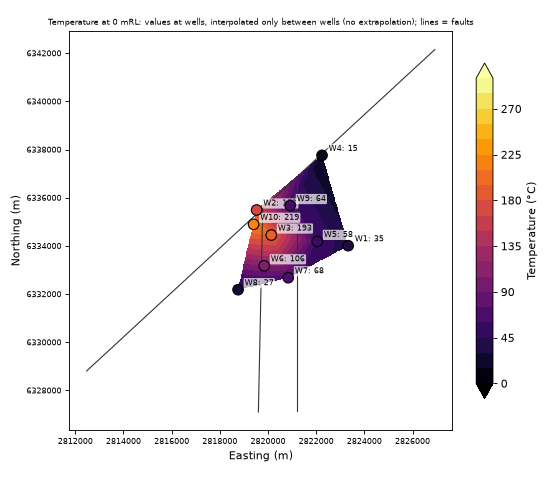 Temperature at 0 mRL: values at wells, interpolated only between wells (no extrapolation); lines = faults
6342000
6340000
6338000
6336000
6334000
6332000
6330000
6328000
Northing (m)
W4: 15
W9: 64
W2:
W10: 219
W3: 193
W5: 58
W1: 35
W6: 106
W7: 68
W8: 27
2812000 2814000 2816000 2818000 2820000 2822000 2824000 2826000
Easting (m)
270
225
180
135
90
45
0
Temperature (°C)